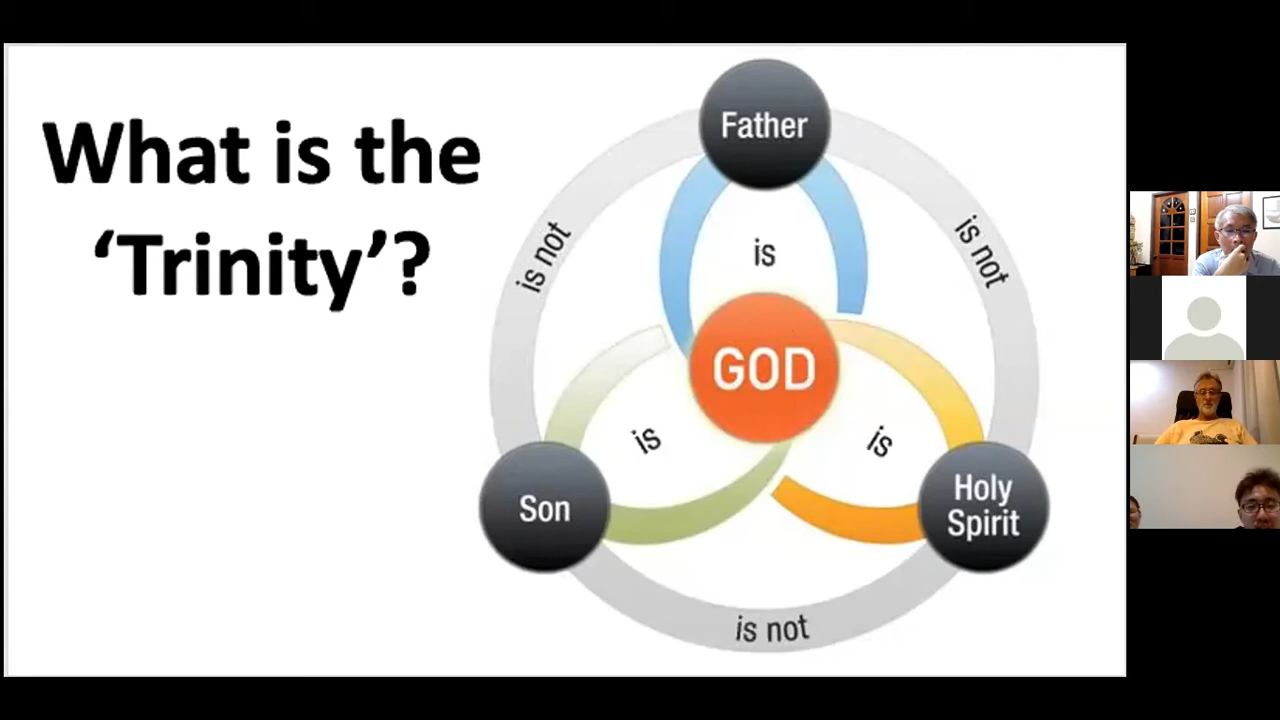 What is the
‘Trinity’?
Father
is not
is not
is
GOD
is
is
Son
Holy
Spirit
is not